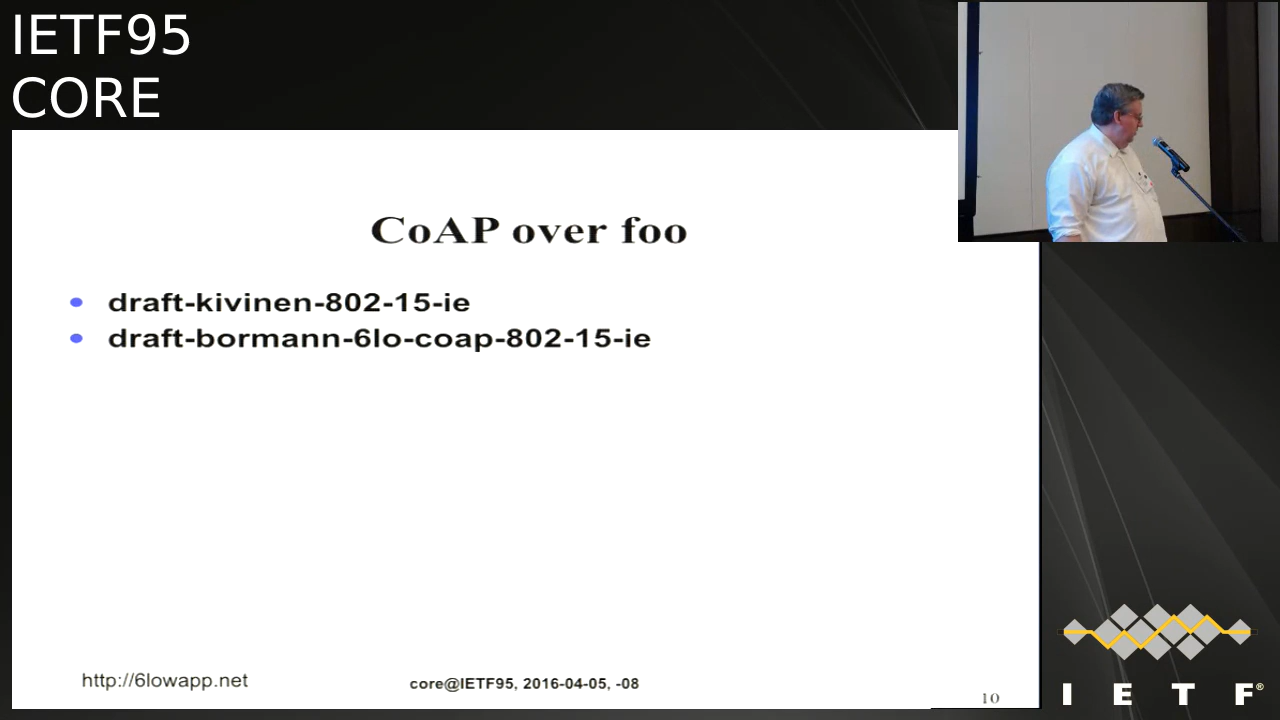 IETF95
CORE
CoAP over foo
draft-kivinen-802-15-ie
draft-bormann-6lo-coap-802-15-ie
http://6lowapp.net
core@IETF95, 2016-04-05, -08
10
I E T F®